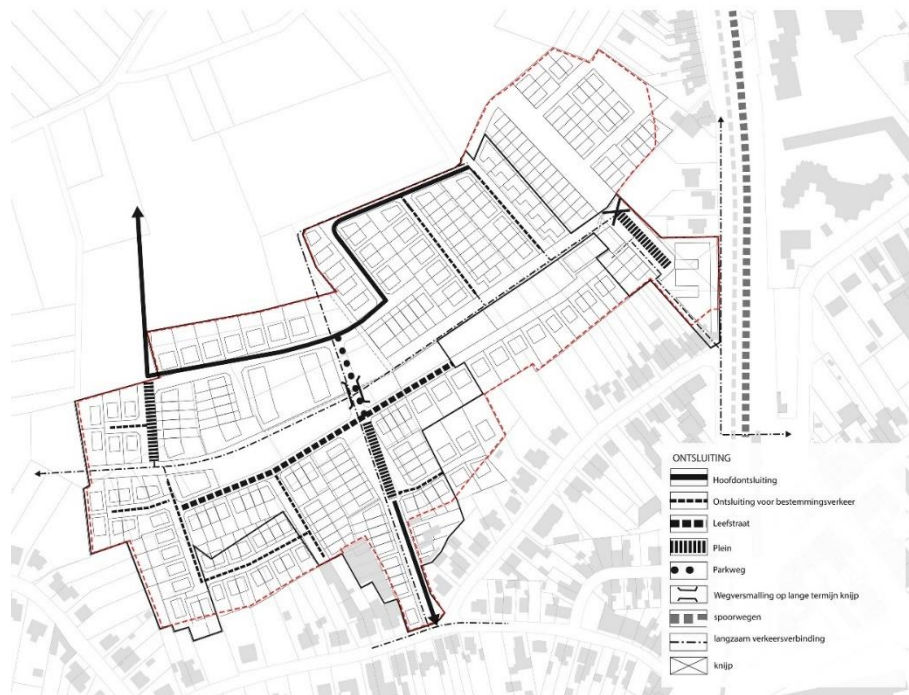 ONTSLUITING
Hoofdontsluiting
Ontsluiting voor bestemmingsverkeer
Leefstraat
Plein
Parkweg
Wegversmalling op lange termijn knijp
spoorwegen
langzaam verkeersverbinding
knijp